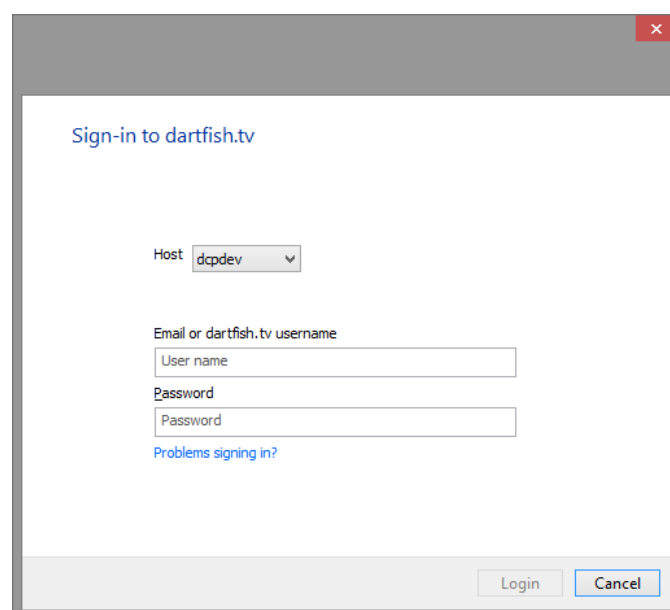 Sign-in to dartfish.tv
Host dcpdev
Email or dartfish.tv username
User name
Password
Password
Problems signing in?
Login Cancel